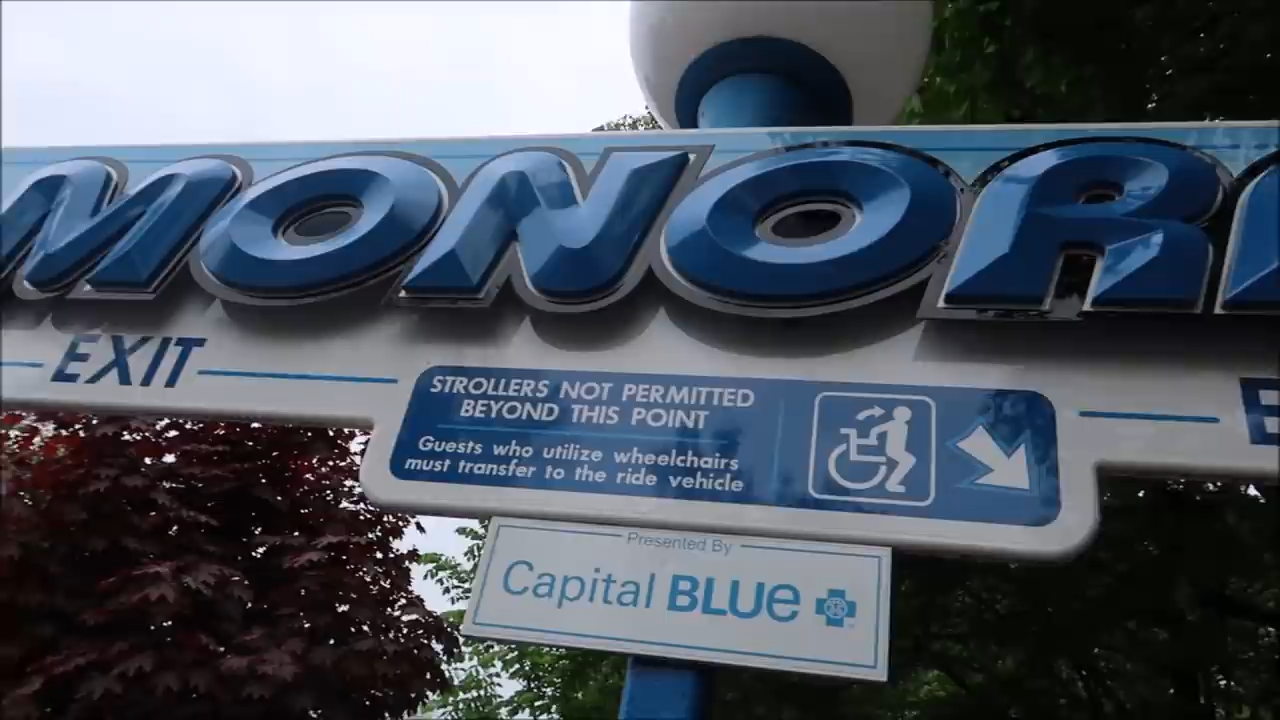 MONOR
EXIT
STROLLERS NOT PERMITTED
BEYOND THIS POINT
Guests who utilize wheelchairs
must transfer to the ride vehicle
Presented By
Capital BLUe